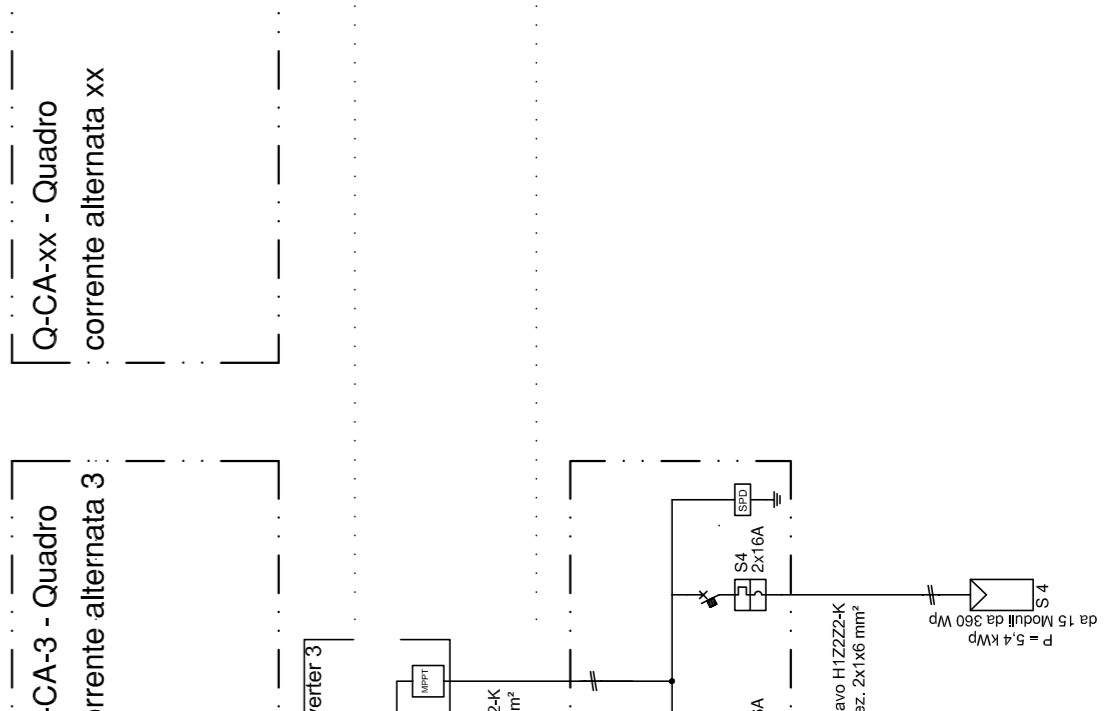 Q-CA-xx - Quadro
corrente alternata xx
-CA-3 - Quadro
orrente alternata 3
verter 3
MPPT
2-K
m²
SPD
S4
2x16A
avo H1Z2Z2-K
ez. 2x1x6 mm²
S 4
da 15 Moduli da 360 Wp
P = 5,4 kWp